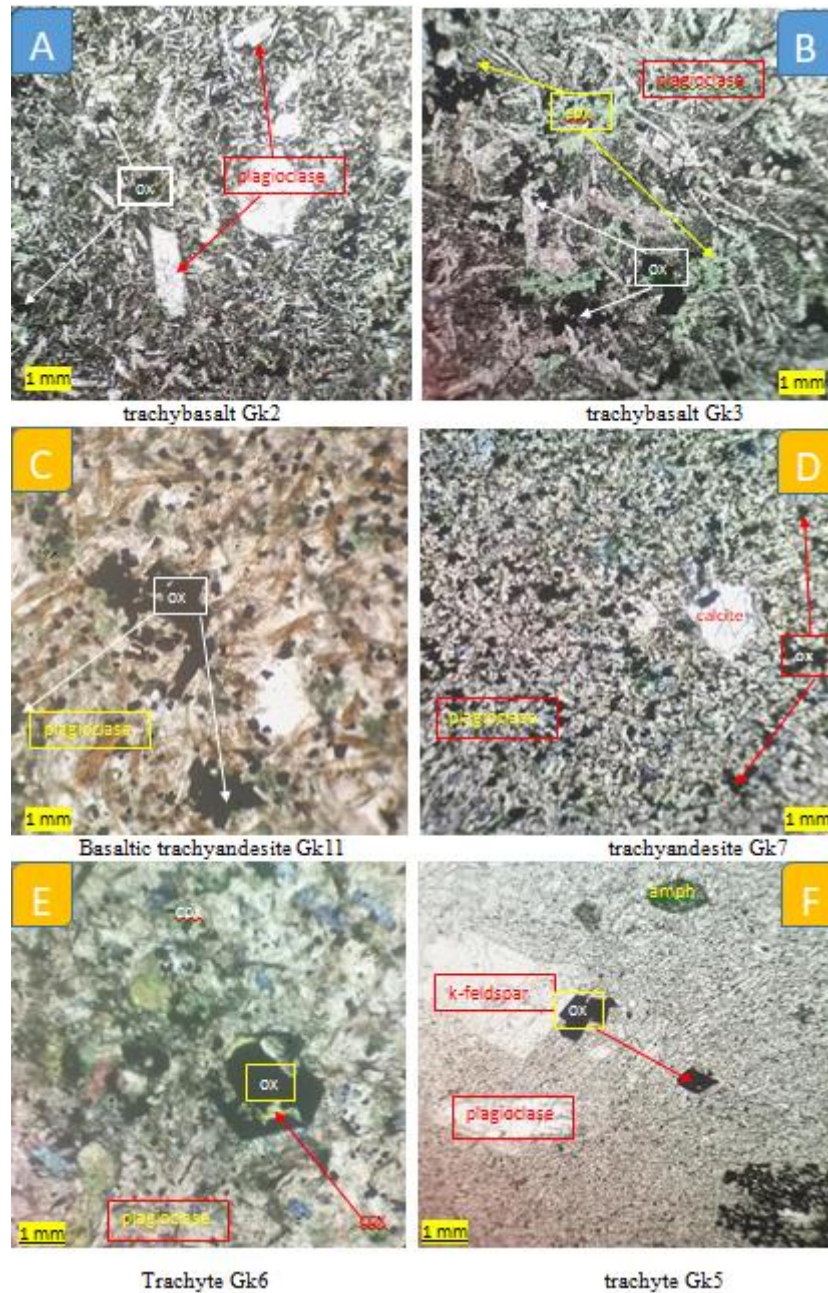 A
B
plagioclase
cpx
ox
plagioclase
ox
1 mm
1 mm
trachybasalt Gk2
trachybasalt Gk3
C
D
ox
calcite
ox
plagioclase
plagioclase
1 mm
1 mm
Basaltic trachyandesite Gk11
trachyandesite Gk7
E
F
cpx
amph
k-feldspar
ox
ox
plagioclase
plagioclase
1 mm
1 mm
Trachyte Gk6
trachyte Gk5